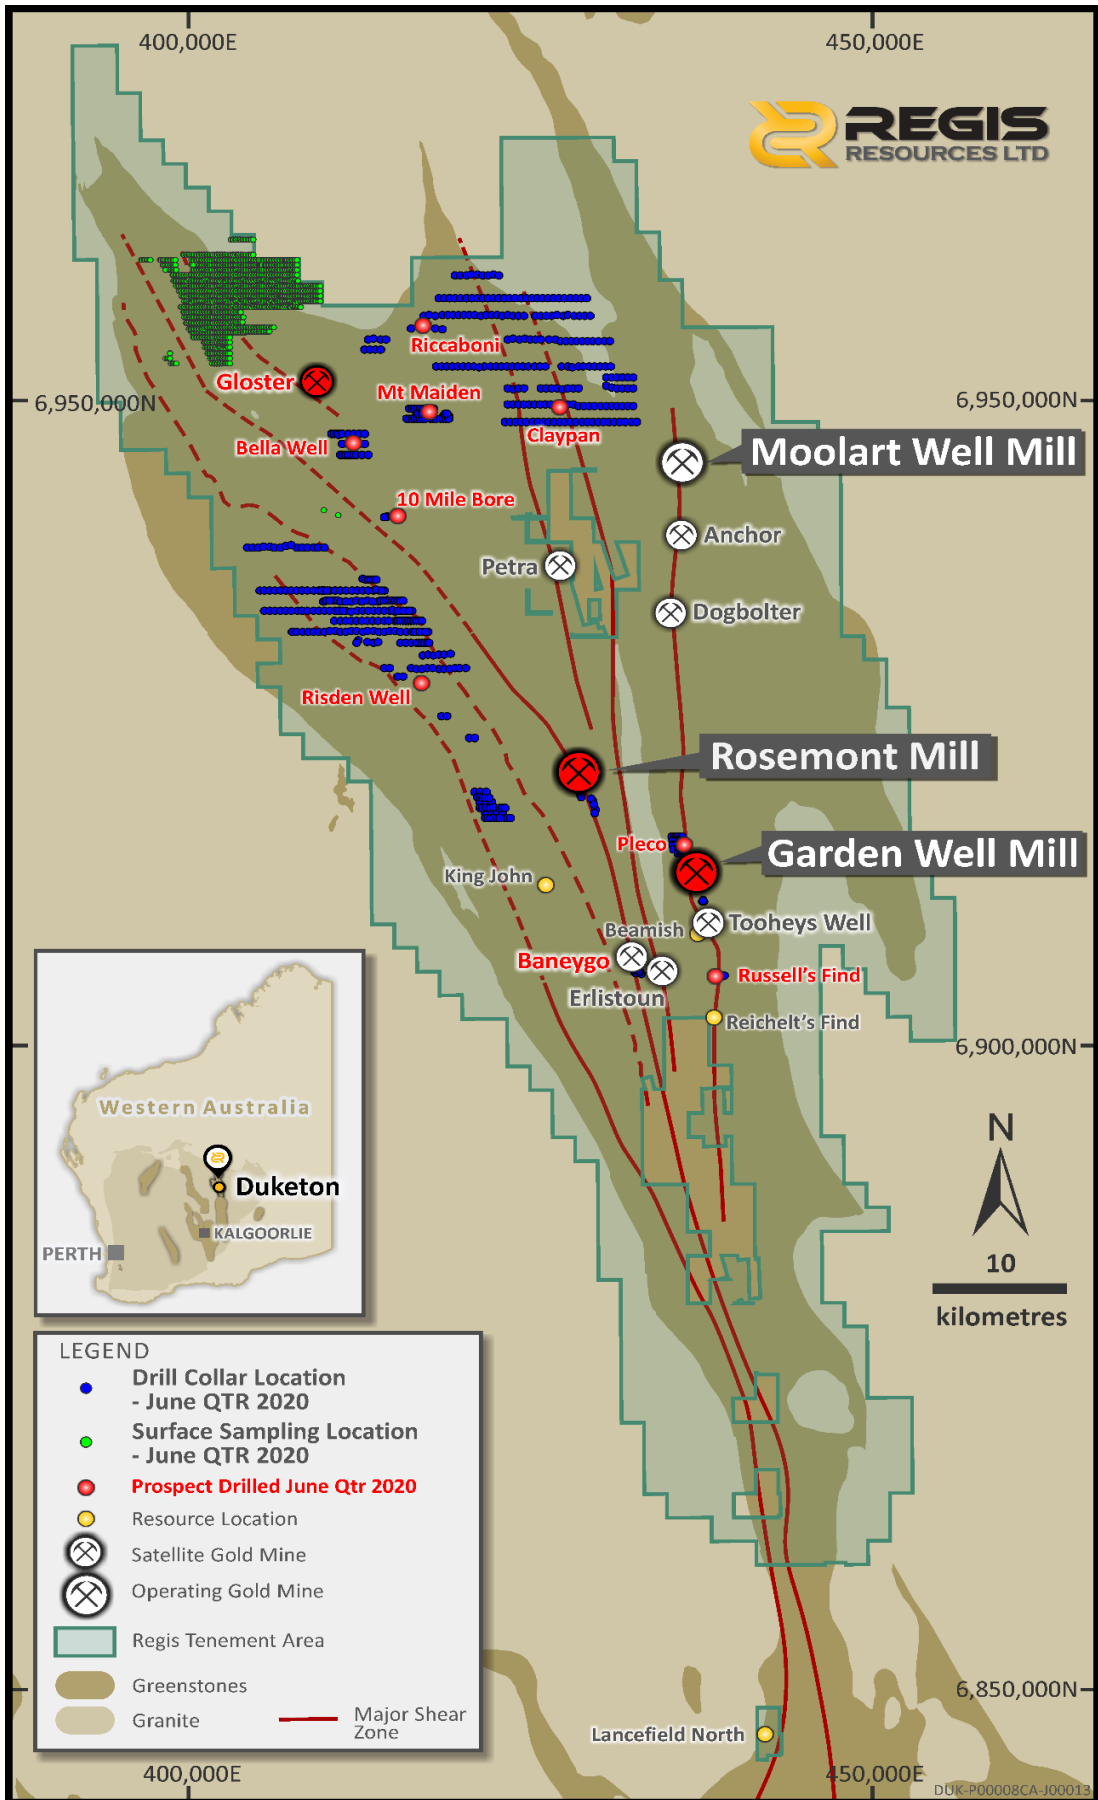 400,000E
450,000E
REGIS
RESOURCES LTD
Riccaboni
Gloster
Mt Maiden
6,950,000N
6,950,000N
Claypan
Bella Well
Moolart Well Mill
10 Mile Bore
Anchor
Petra
Dogbolter
Risden Well
Rosemont Mill
Pleco
Garden Well Mill
King John
Tooheys Well
Beamish
Baneygo
Russell's Find
Erlistoun
Reichelt's Find
6,900,000N
Western Australia
Duketon
KALGOORLIE
PERTH
N
10
kilometres
LEGEND
Drill Collar Location
- June QTR 2020
Surface Sampling Location
- June QTR 2020
Prospect Drilled June Qtr 2020
Resource Location
Satellite Gold Mine
Operating Gold Mine
Regis Tenement Area
Greenstones
Granite
Major Shear
Zone
6,850,000N
Lancefield North
400,000E
450,000E
DUK-P00008CA-J00013